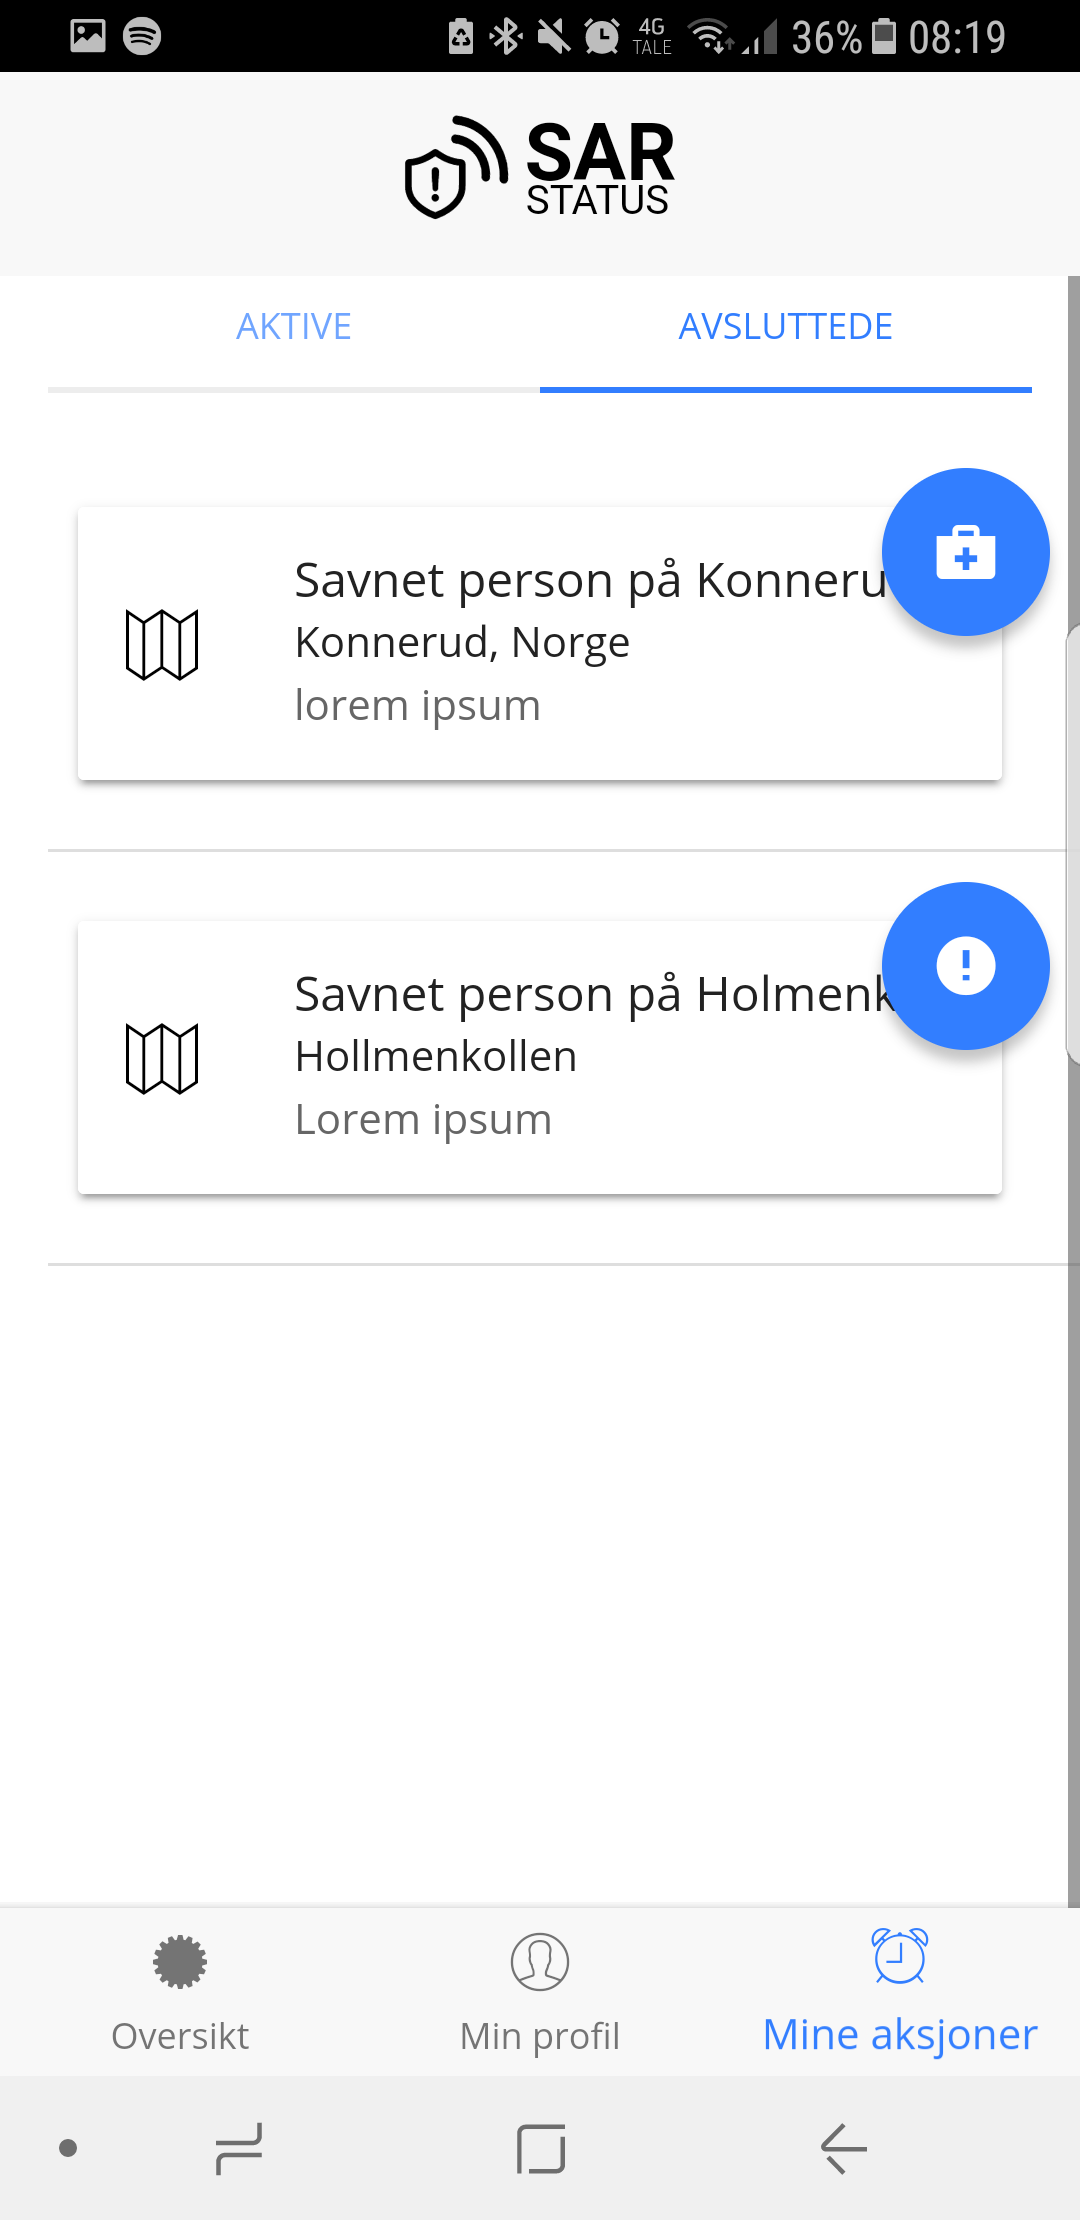 4G
TALE
36%
08:19
SAR
STATUS
AKTIVE
AVSLUTTEDE
Savnet person på Konneru
Konnerud, Norge
lorem ipsum
Savnet person på Holmenk
Hollmenkollen
Lorem ipsum
Oversikt
Min profil
Mine aksjoner